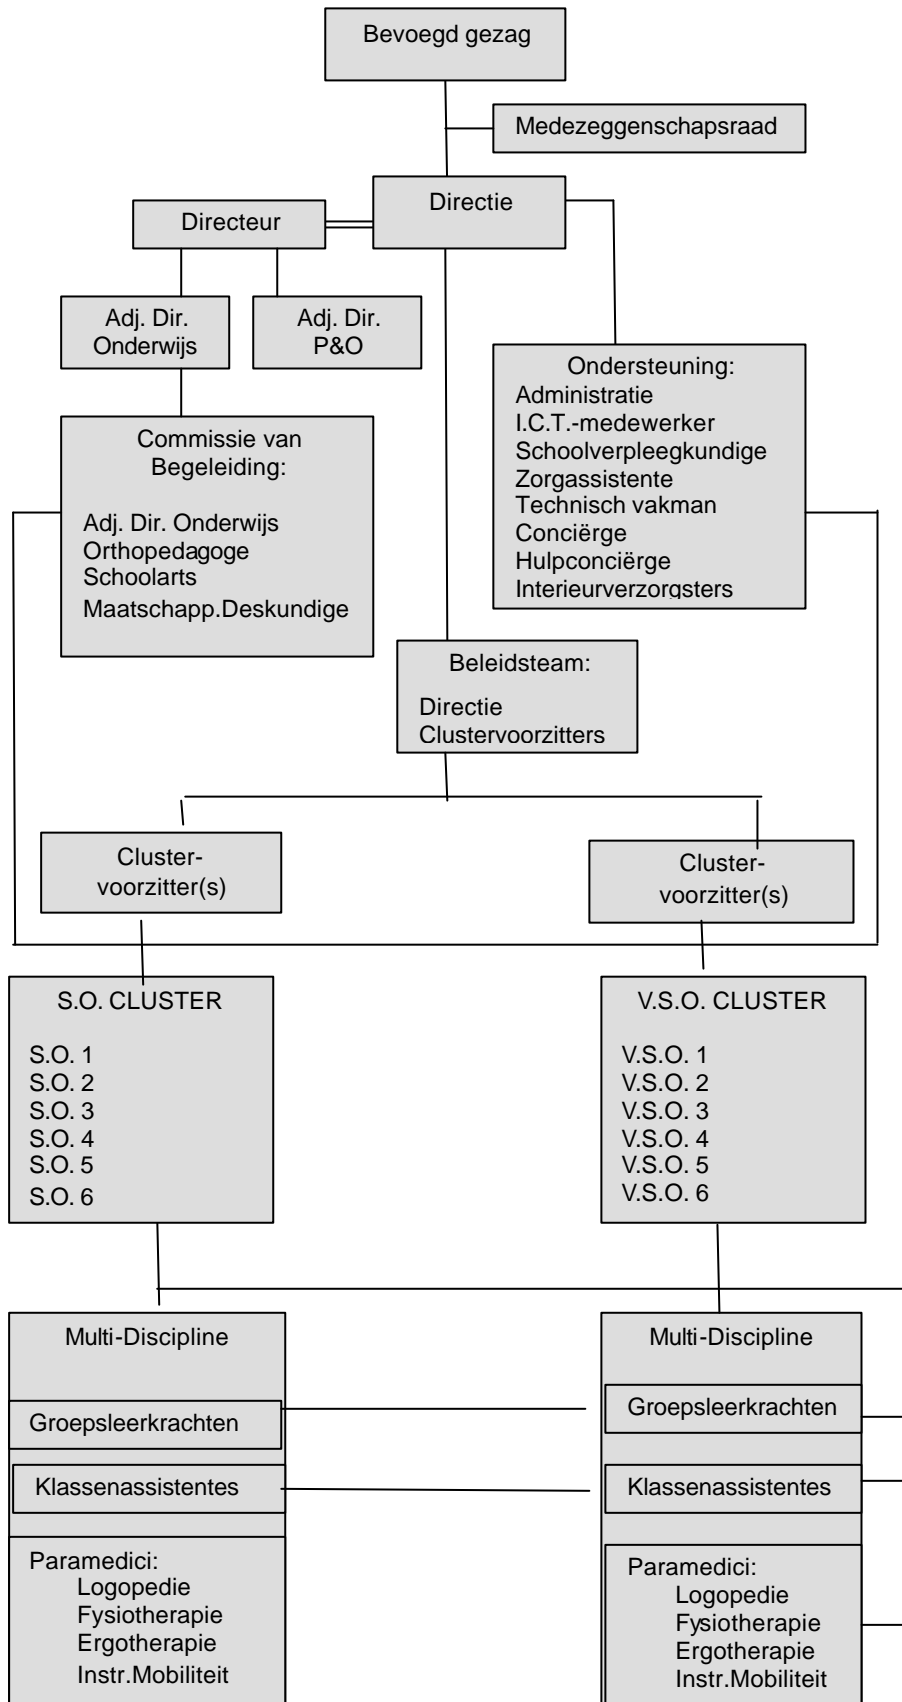 Bevoegd gezag
Medezeggenschapsraad
Directie
Directeur
Adj. Dir.
Onderwijs
Adj. Dir.
P&O
Ondersteuning:
Administratie
I.C.T.-medewerker
Schoolverpleegkundige
Zorgassistente
Technisch vakman
Conciërge
Hulpconciërge
Interieurverzorgsters
Commissie van
Begeleiding:
Adj. Dir. Onderwijs
Orthopedagoge
Schoolarts
Maatschapp.Deskundige
Beleidsteam:
Directie
Clustervoorzitters
Cluster-
voorzitter(s)
Cluster-
voorzitter(s)
S.O. CLUSTER
S.O. 1
S.O. 2
S.O. 3
S.O. 4
S.O. 5
S.O. 6
V.S.O. CLUSTER
V.S.O. 1
V.S.O. 2
V.S.O. 3
V.S.O. 4
V.S.O. 5
V.S.O. 6
Multi-Discipline
Groepsleerkrachten
Klassenassistentes
Paramedici:
Logopedie
Fysiotherapie
Ergotherapie
Instr.Mobiliteit
Multi-Discipline
Groepsleerkrachten
Klassenassistentes
Paramedici:
Logopedie
Fysiotherapie
Ergotherapie
Instr.Mobiliteit